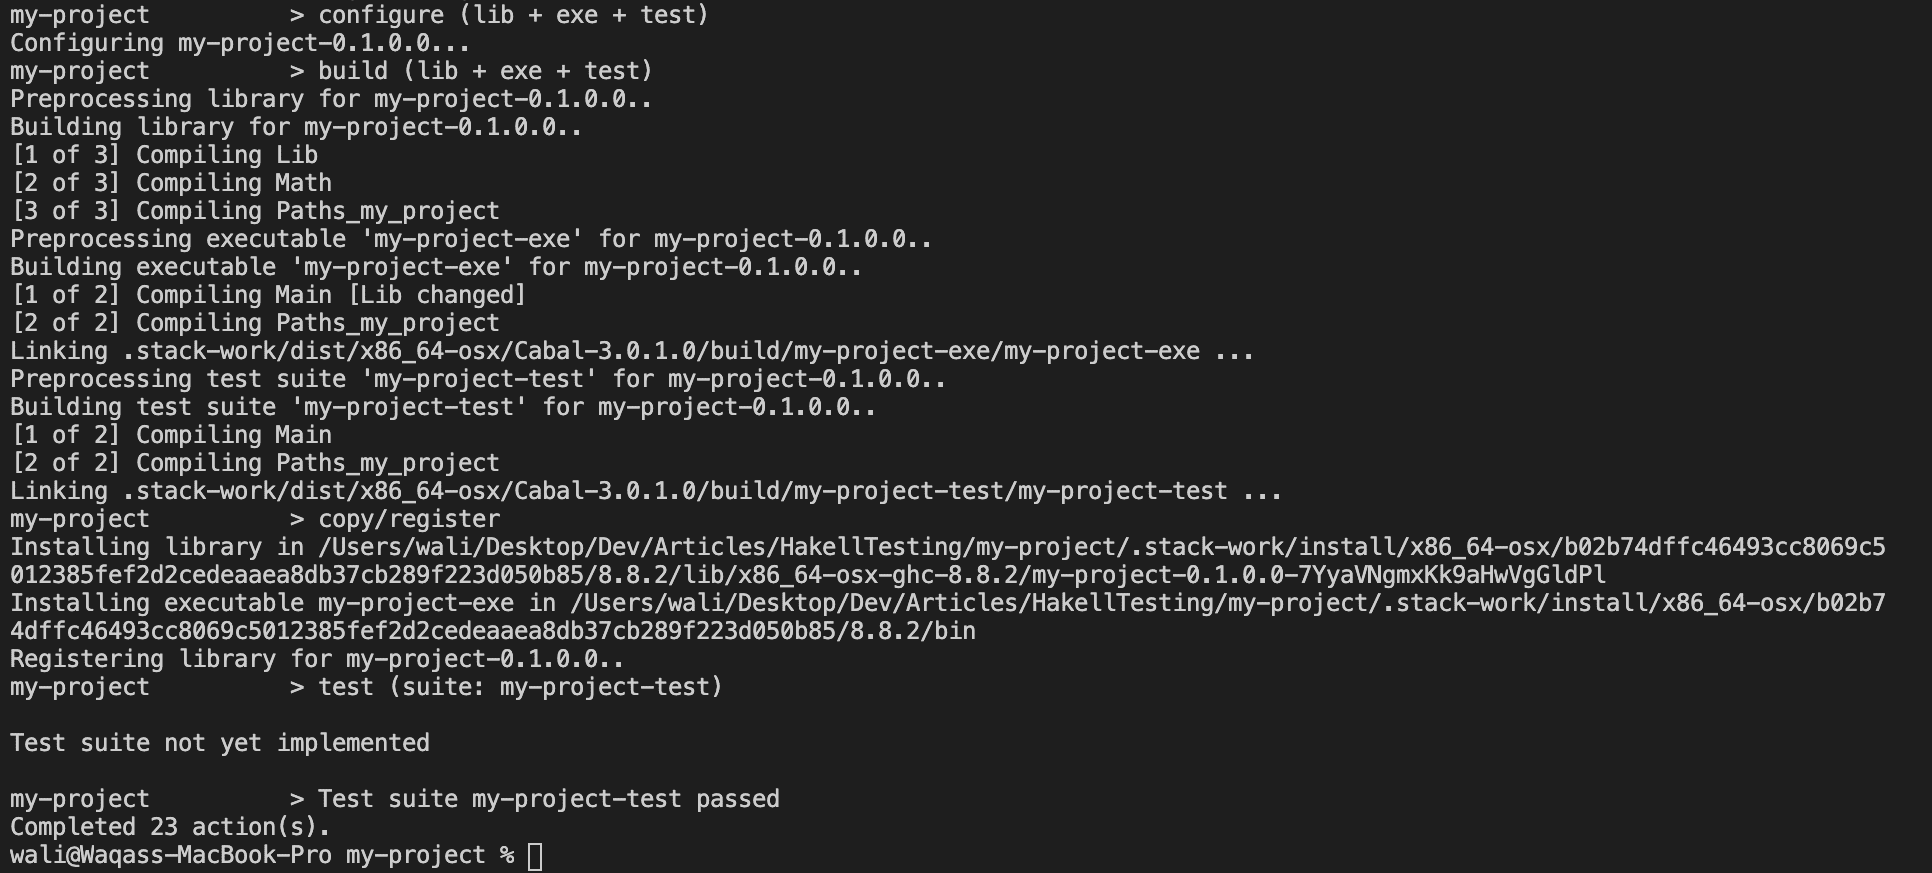 my-project          > configure (lib + exe + test)
Configuring my-project-0.1.0.0...
my-project          > build (lib + exe + test)
Preprocessing library for my-project-0.1.0.0..
Building library for my-project-0.1.0.0..
[1 of 3] Compiling Lib
[2 of 3] Compiling Math
[3 of 3] Compiling Paths_my_project
Preprocessing executable 'my-project-exe' for my-project-0.1.0.0..
Building executable 'my-project-exe' for my-project-0.1.0.0..
[1 of 2] Compiling Main [Lib changed]
[2 of 2] Compiling Paths_my_project
Linking .stack-work/dist/x86_64-osx/Cabal-3.0.1.0/build/my-project-exe/my-project-exe ...
Preprocessing test suite 'my-project-test' for my-project-0.1.0.0..
Building test suite 'my-project-test' for my-project-0.1.0.0..
[1 of 2] Compiling Main
[2 of 2] Compiling Paths_my_project
Linking .stack-work/dist/x86_64-osx/Cabal-3.0.1.0/build/my-project-test/my-project-test ...
my-project          > copy/register
Installing library in /Users/wali/Desktop/Dev/Articles/HakellTesting/my-project/.stack-work/install/x86_64-osx/b02b74dffc46493cc8069c5
012385fef2d2cedeaaea8db37cb289f223d050b85/8.8.2/lib/x86_64-osx-ghc-8.8.2/my-project-0.1.0.0-7YyaVNgmxKk9aHwVgGldPl
Installing executable my-project-exe in /Users/wali/Desktop/Dev/Articles/HakellTesting/my-project/.stack-work/install/x86_64-osx/b02b7
4dffc46493cc8069c5012385fef2d2cedeaaea8db37cb289f223d050b85/8.8.2/bin
Registering library for my-project-0.1.0.0..
my-project          > test (suite: my-project-test)

Test suite not yet implemented

my-project          > Test suite my-project-test passed
Completed 23 action(s).
wali@Waqass-MacBook-Pro my-project %